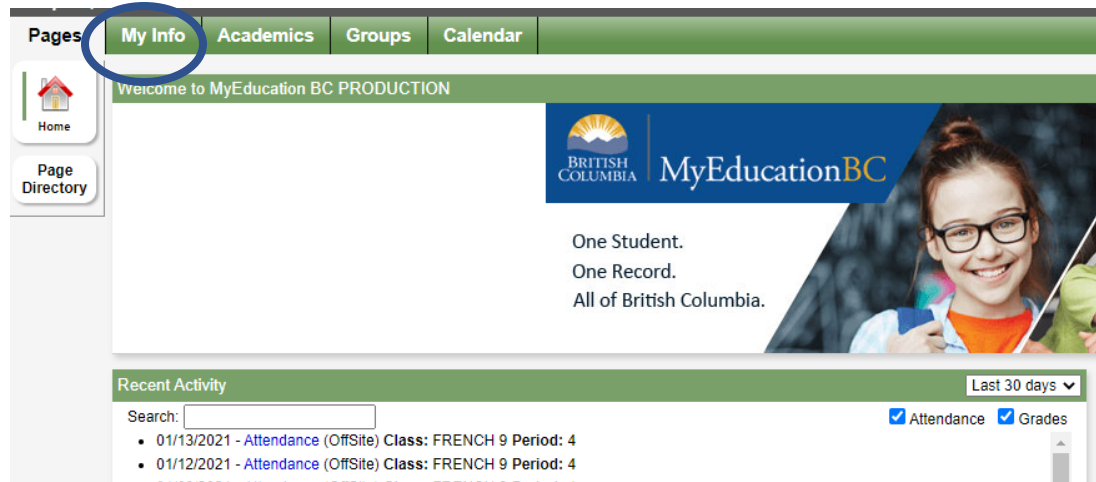 Pages My Info Academics Groups Calendar
Home
Page
Directory
Welcome to MyEducation BC PRODUCTION
BRITISH
COLUMBIA
MyEducationBC
One Student.
One Record.
All of British Columbia.
Recent Activity Last 30 days
Search: Attendance Grades
• 01/13/2021 - Attendance (OffSite) Class: FRENCH 9 Period: 4
• 01/12/2021 - Attendance (OffSite) Class: FRENCH 9 Period: 4